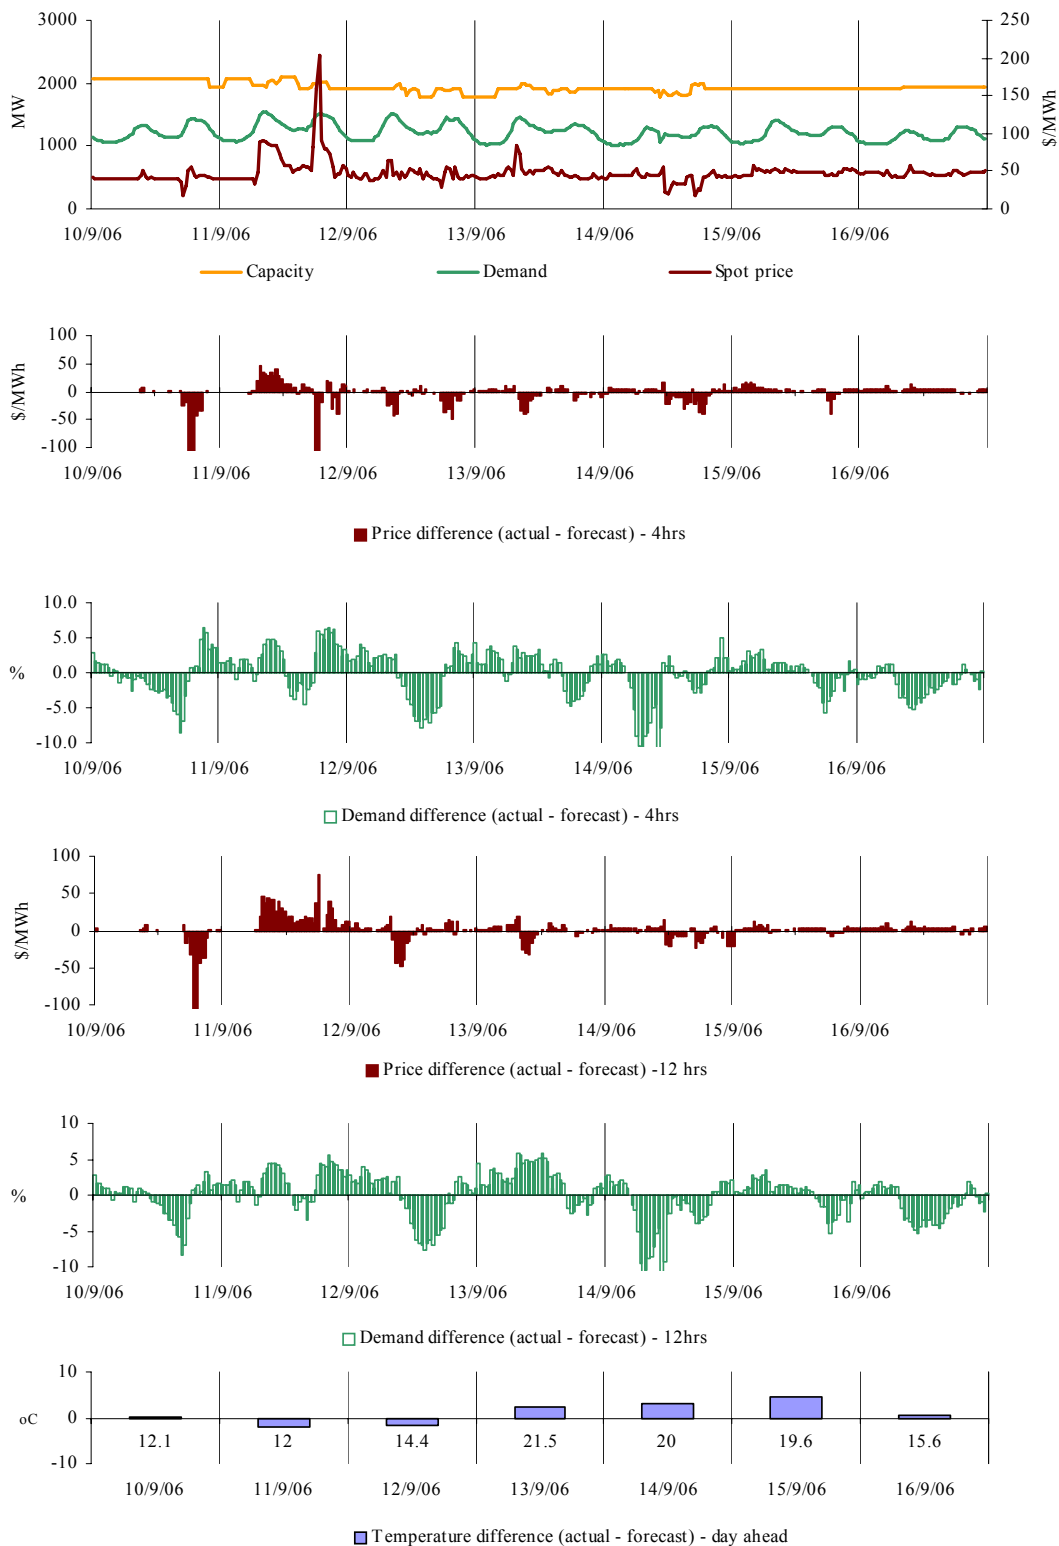 3000 250
200
2000 150
MW $/MWh
1000 100
50
0 0
10/9/06 11/9/06 12/9/06 13/9/06 14/9/06 15/9/06 16/9/06
Capacity Demand Spot price
100
50
$/MWh 0
-50
-100
10/9/06 11/9/06 12/9/06 13/9/06 14/9/06 15/9/06 16/9/06
Price difference (actual - forecast) - 4hrs
10.0
5.0
% 0.0
-5.0
-10.0
10/9/06 11/9/06 12/9/06 13/9/06 14/9/06 15/9/06 16/9/06
Demand difference (actual - forecast) - 4hrs
100
50
$/MWh 0
-50
-100
10/9/06 11/9/06 12/9/06 13/9/06 14/9/06 15/9/06 16/9/06
Price difference (actual - forecast) -12 hrs
10
5
% 0
-5
-10
10/9/06 11/9/06 12/9/06 13/9/06 14/9/06 15/9/06 16/9/06
Demand difference (actual - forecast) - 12hrs
10
oC 0
12.1 12 14.4 21.5 20 19.6 15.6
-10
10/9/06 11/9/06 12/9/06 13/9/06 14/9/06 15/9/06 16/9/06
Temperature difference (actual - forecast) - day ahead